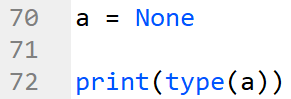 70 a = None
71
72 print(type(a))